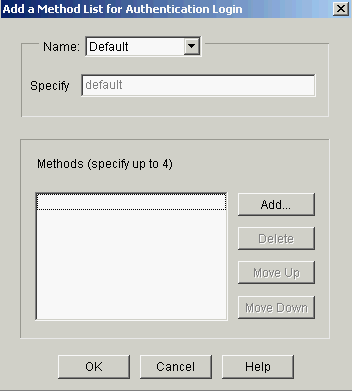 Add a Method List for Authentication Login
Name: Default
Specify default
Methods (specify up to 4)
Add...
Delete
Move Up
Move Down
OK Cancel Help